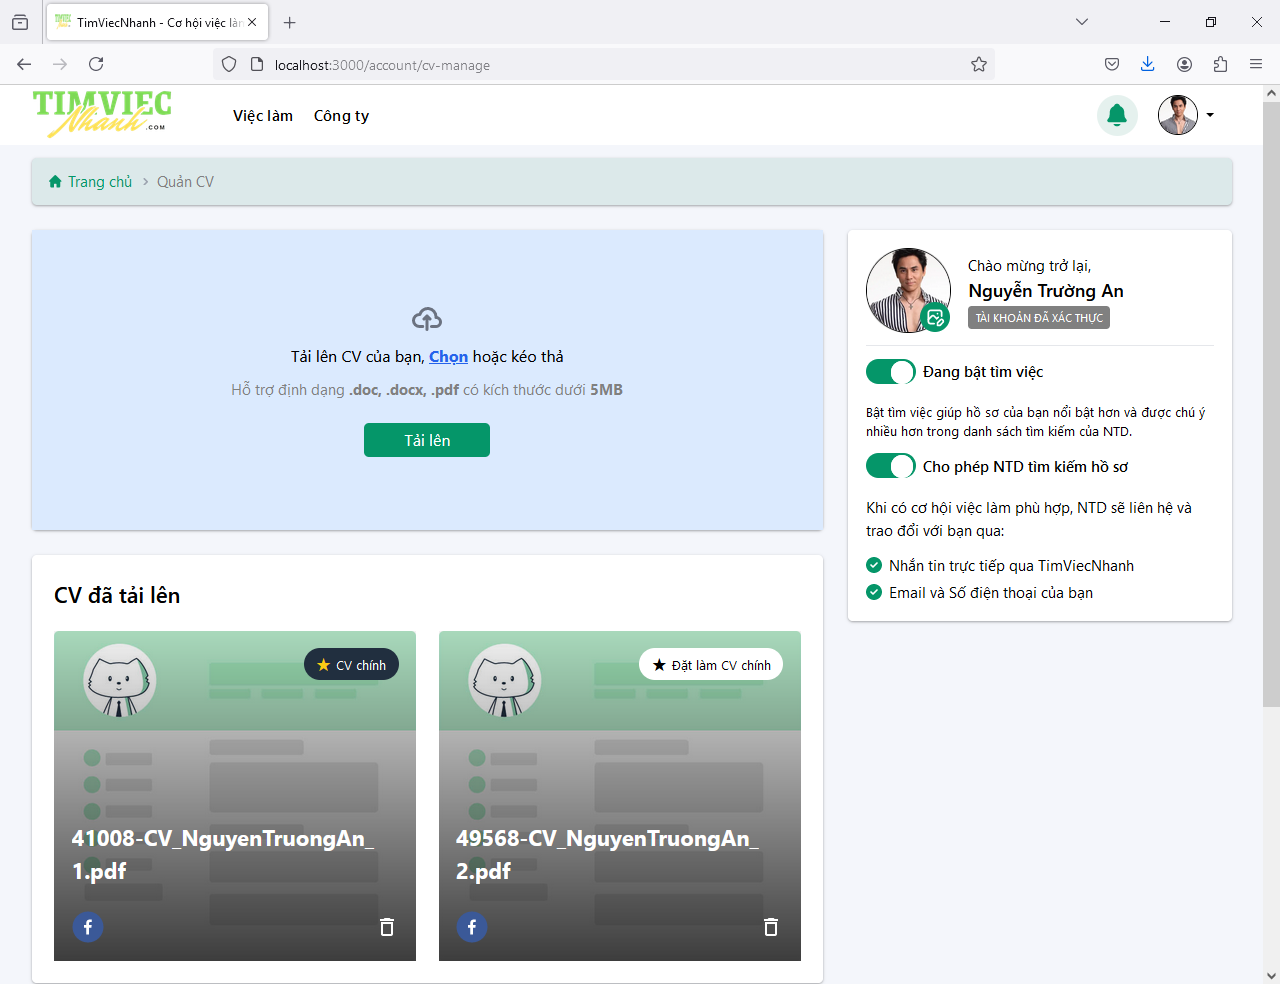 TimViecNhanh - Cơ hội việc làn
localhost:3000/account/cv-manage
TIMVIEC
Nhanh .COM
Việc làm
Công ty
Trang chủ
Quản CV
Tải lên CV của bạn, Chọn hoặc kéo thả
Hỗ trợ định dạng .doc, .docx, .pdf có kích thước dưới 5MB
Tải lên
Chào mừng trở lại,
Nguyễn Trường An
TÀI KHOẢN ĐÃ XÁC THỰC
Đang bật tìm việc
Bật tìm việc giúp hồ sơ của bạn nổi bật hơn và được chú ý
nhiều hơn trong danh sách tìm kiếm của NTD.
Cho phép NTD tìm kiếm hồ sơ
Khi có cơ hội việc làm phù hợp, NTD sẽ liên hệ và
trao đổi với bạn qua:
Nhắn tin trực tiếp qua TimViecNhanh
Email và Số điện thoại của bạn
CV đã tải lên
CV chính
41008-CV_NguyenTruongAn_
1.pdf
Đặt làm CV chính
49568-CV_NguyenTruongAn_
2.pdf